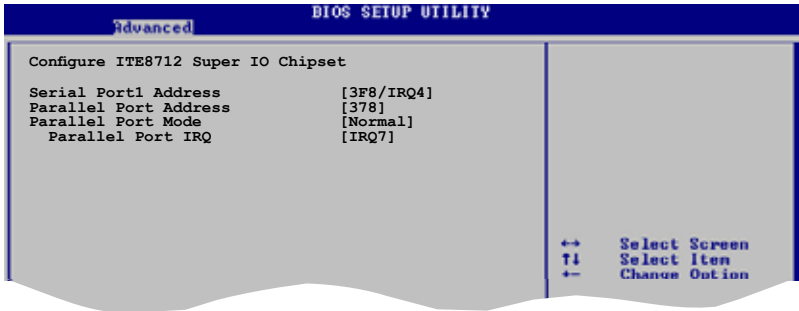 BIOS SETUP UTILITY
Advanced
Configure ITE8712 Super IO Chipset
Serial Port1 Address [3F8/IRQ4]
Parallel Port Address [378]
Parallel Port Mode [Normal]
Parallel Port IRQ [IRQ7]
↔ Select Screen
↑↓ Select Item
+- Change Option